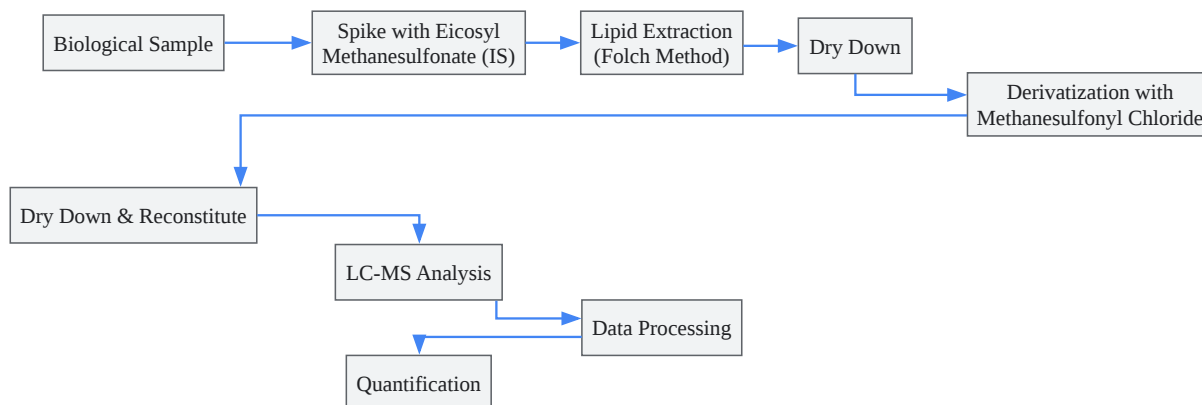 Biological Sample
Spike with Eicosyl
Methanesulfonate (IS)
Lipid Extraction
(Folch Method)
Dry Down
Derivatization with
Methanesulfonyl Chloride
Dry Down & Reconstitute
LC-MS Analysis
Data Processing
Quantification